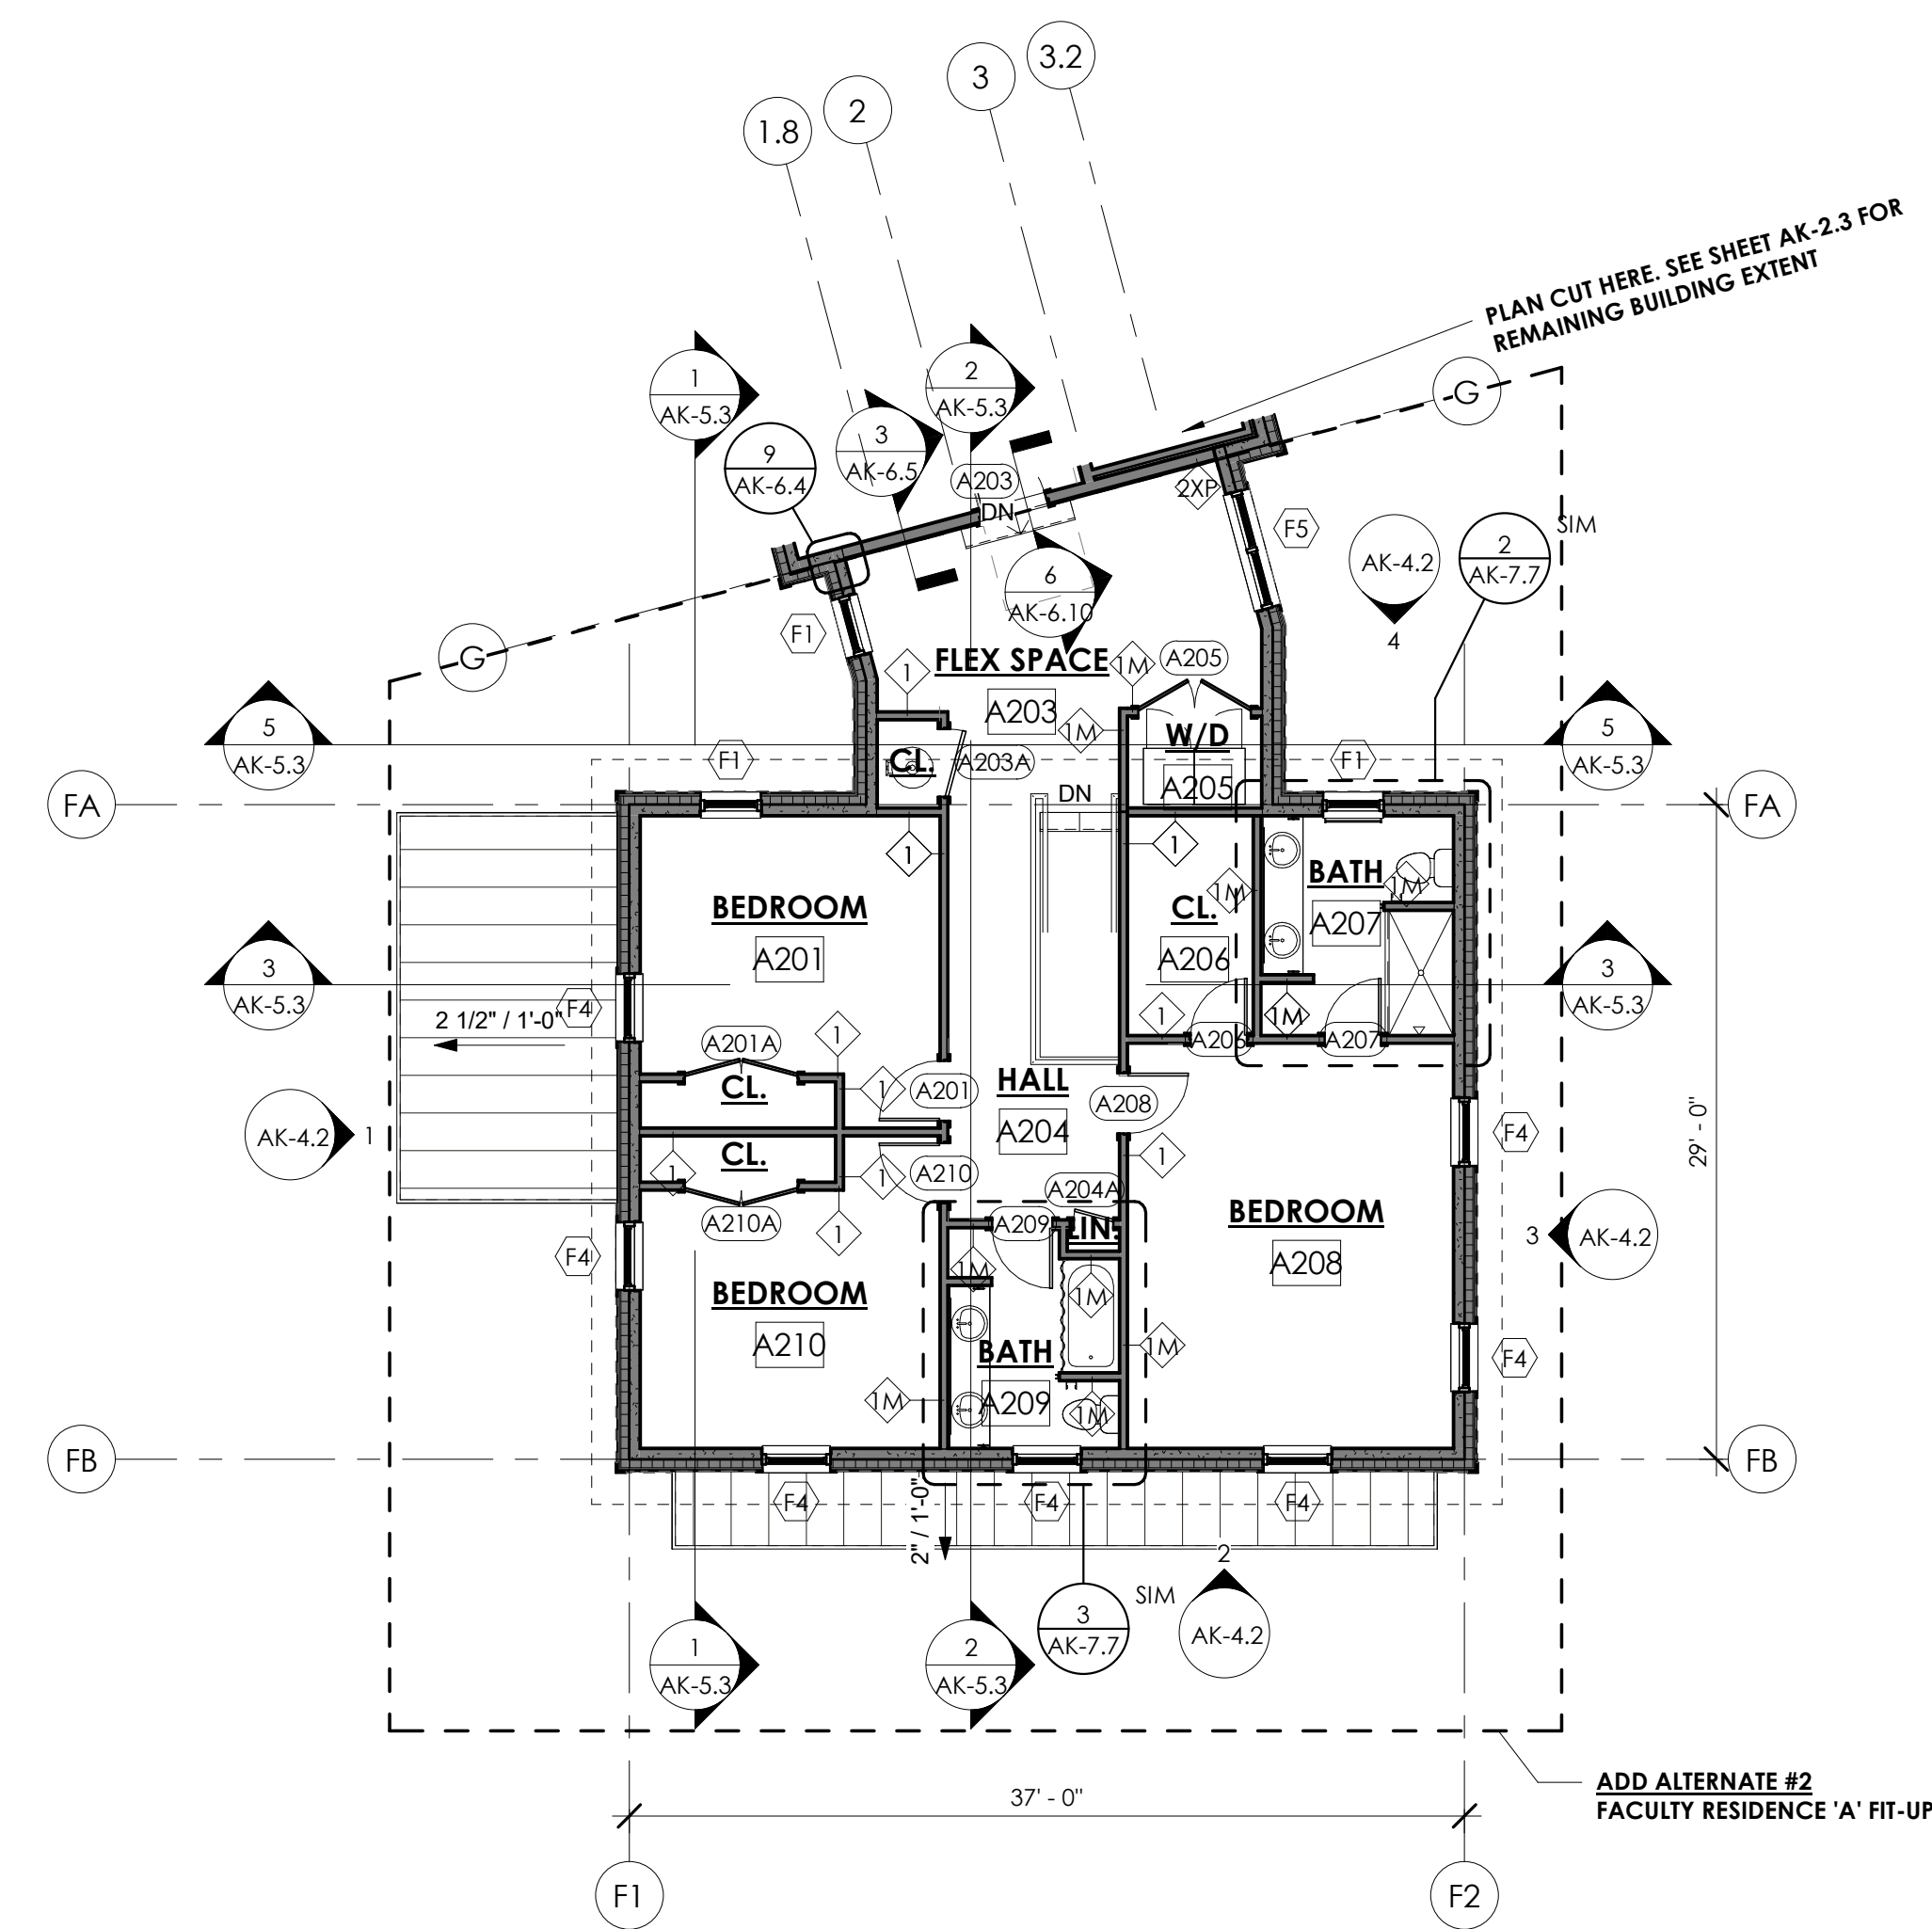 3.2
3
2
1.8
PLAN CUT HERE. SEE SHEET AK-2.3 FOR
REMAINING BUILDING EXTENT
1
AK-5.3
2
AK-5.3
G
3
AK-6.5
9
AK-6.4
A203
DN
2XP
F5
SIM
2
AK-7.7
AK-4.2
4
6
AK-6.10
F1
G
1
FLEX SPACE
A203
1M
A205
1M
5
AK-5.3
F1
CL.
A203A
W/D
A205
F1
5
AK-5.3
FA
DN
FA
1
1
BEDROOM
A201
CL.
A206
1M
BATH
A207
1M
3
AK-5.3
F4
2 1/2" / 1'-0"
1
A206
1M
A207
3
AK-5.3
A201A
1
CL.
1
A201
HALL
A204
A208
AK-4.2
1
F4
29' - 0"
CL.
1
1
A210
1
A204A
A210A
1
A209
LIN.
BEDROOM
A208
3
AK-4.2
F4
1M
1M
BEDROOM
A210
BATH
A209
1M
F4
1M
1M
FB
FB
F4
F4
F4
2" / 1'-0"
2
AK-4.2
SIM
3
AK-7.7
1
AK-5.3
2
AK-5.3
ADD ALTERNATE #2
FACULTY RESIDENCE 'A' FIT-UP
37' - 0"
F1
F2